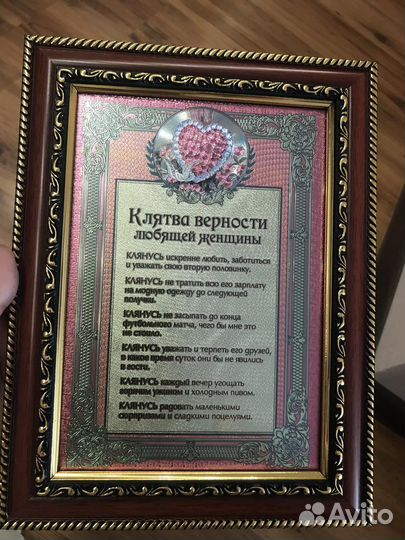 Клятва верности
любящей женщины
КЛЯНУСЬ искренне любить, заботиться
и уважать свою вторую половинку.
КЛЯНУСЬ не тратить всю его зарплату
на модную одежду до следующей
получки.
КЛЯНУСЬ не засыпать до конца
футбольного матча, чего бы мне это
не стоило.
КЛЯНУСЬ уважать и терпеть его друзей,
в какое время суток они бы не явились
в гости.
КЛЯНУСЬ каждый вечер угощать
горячим ужином и холодным пивом.
КЛЯНУСЬ радовать маленькими
сюрпризами и сладкими поцелуями.
Avito